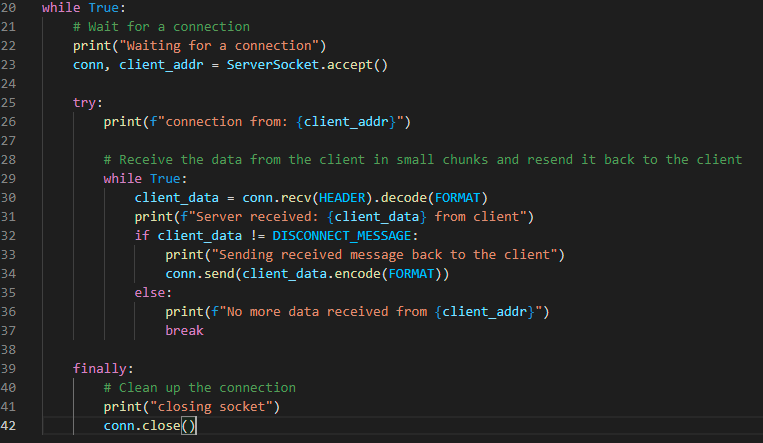 20 while True:
21     # Wait for a connection
22     print("Waiting for a connection")
23     conn, client_addr = ServerSocket.accept()
24
25     try:
26         print(f"connection from: {client_addr}")
27
28         # Receive the data from the client in small chunks and resend it back to the client
29         while True:
30             client_data = conn.recv(HEADER).decode(FORMAT)
31             print(f"Server received: {client_data} from client")
32             if client_data != DISCONNECT_MESSAGE:
33                 print("Sending received message back to the client")
34                 conn.send(client_data.encode(FORMAT))
35             else:
36                 print(f"No more data received from {client_addr}")
37                 break
38
39     finally:
40         # Clean up the connection
41         print("closing socket")
42         conn.close()